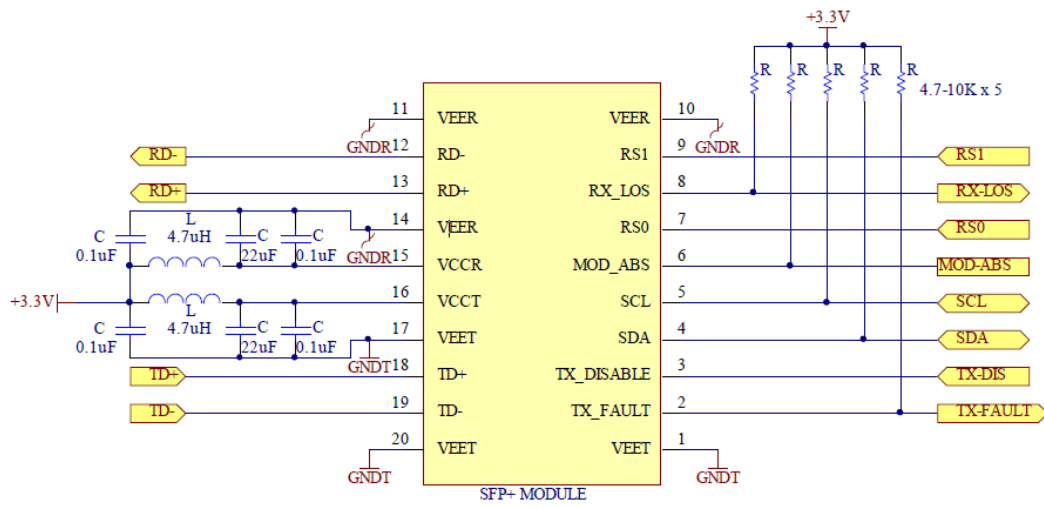 +3.3V
R R R R R
4.7-10K x 5
11 VEER VEER 10
GNDR GNDR
RD- 12 RD- RS1 9 RS1
RD+ 13 RD+ RX_LOS 8 RX-LOS
14 VEER RS0 7 RS0
GNDR
C 0.1uF
L 4.7uH
C 22uF
C 0.1uF
15 VCCR MOD_ABS 6 MOD-ABS
+3.3V
16 VCCT SCL 5 SCL
C 0.1uF
L 4.7uH
C 22uF
C 0.1uF
17 VEET SDA 4 SDA
GNDT
TD+ 18 TD+ TX_DISABLE 3 TX-DIS
TD- 19 TD- TX_FAULT 2 TX-FAULT
20 VEET VEET 1
GNDT GNDT
SFP+ MODULE